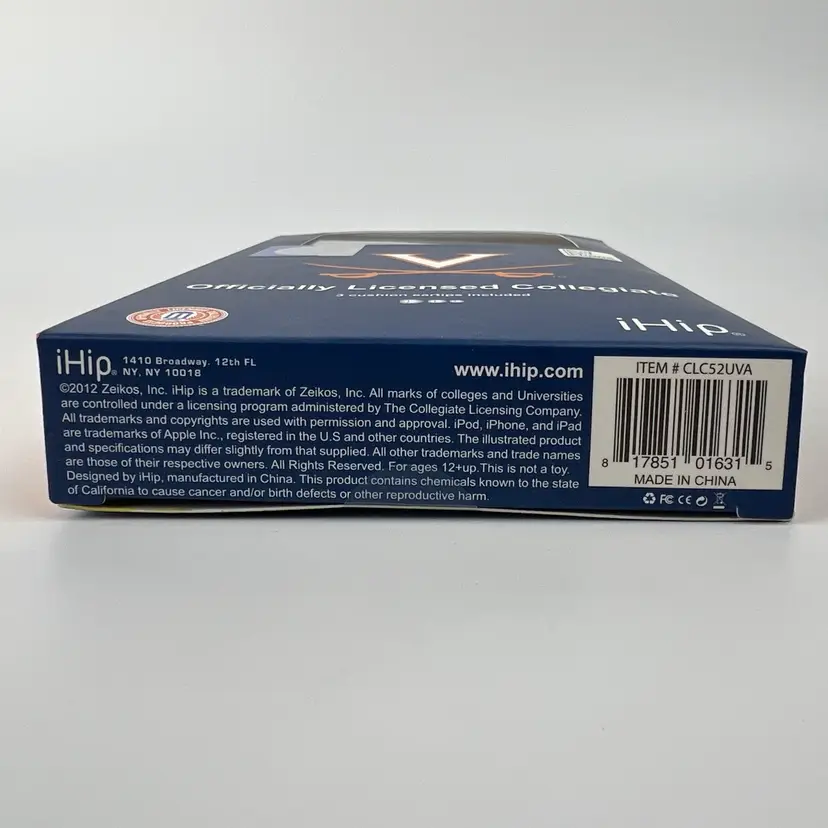 V
Officially Licensed Collegiate
3 cushion eartips included
iHip®
iHip® 1410 Broadway. 12th FL
NY, NY 10018
www.ihip.com
©2012 Zeikos, Inc. iHip is a trademark of Zeikos, Inc. All marks of colleges and Universities
are controlled under a licensing program administered by The Collegiate Licensing Company.
All trademarks and copyrights are used with permission and approval. iPod, iPhone, and iPad
are trademarks of Apple Inc., registered in the U.S and other countries. The illustrated product
and specifications may differ slightly from that supplied. All other trademarks and trade names
are those of their respective owners. All Rights Reserved. For ages 12+up.This is not a toy.
Designed by iHip, manufactured in China. This product contains chemicals known to the state
of California to cause cancer and/or birth defects or other reproductive harm.
ITEM # CLC52UVA
8 17851 01631 5
MADE IN CHINA
FC CE